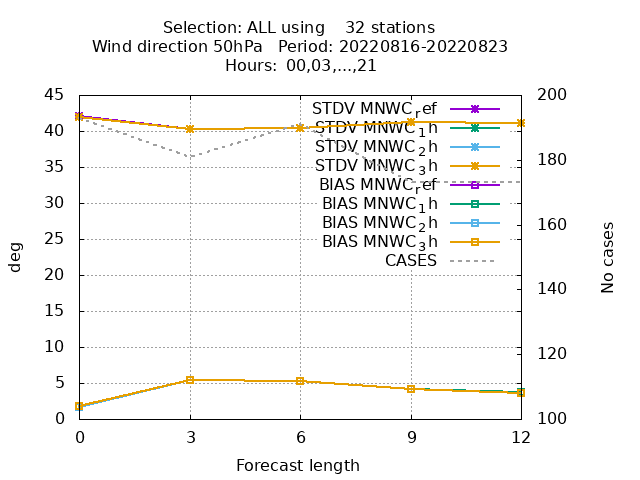 Selection: ALL using 32 stations
Wind direction 50hPa Period: 20220816-20220823
Hours: 00,03,...,21
45 200
STDV MNWC_ref
40 STDV MNWC_1h
STDV MNWC_2h
35 STDV MNWC_3h 180
BIAS MNWC_ref
30 BIAS MNWC_1h
BIAS MNWC_2h 160
25 BIAS MNWC_3h
CASES
deg
No cases
20 140
15
10 120
5
0 100
0 3 6 9 12
Forecast length